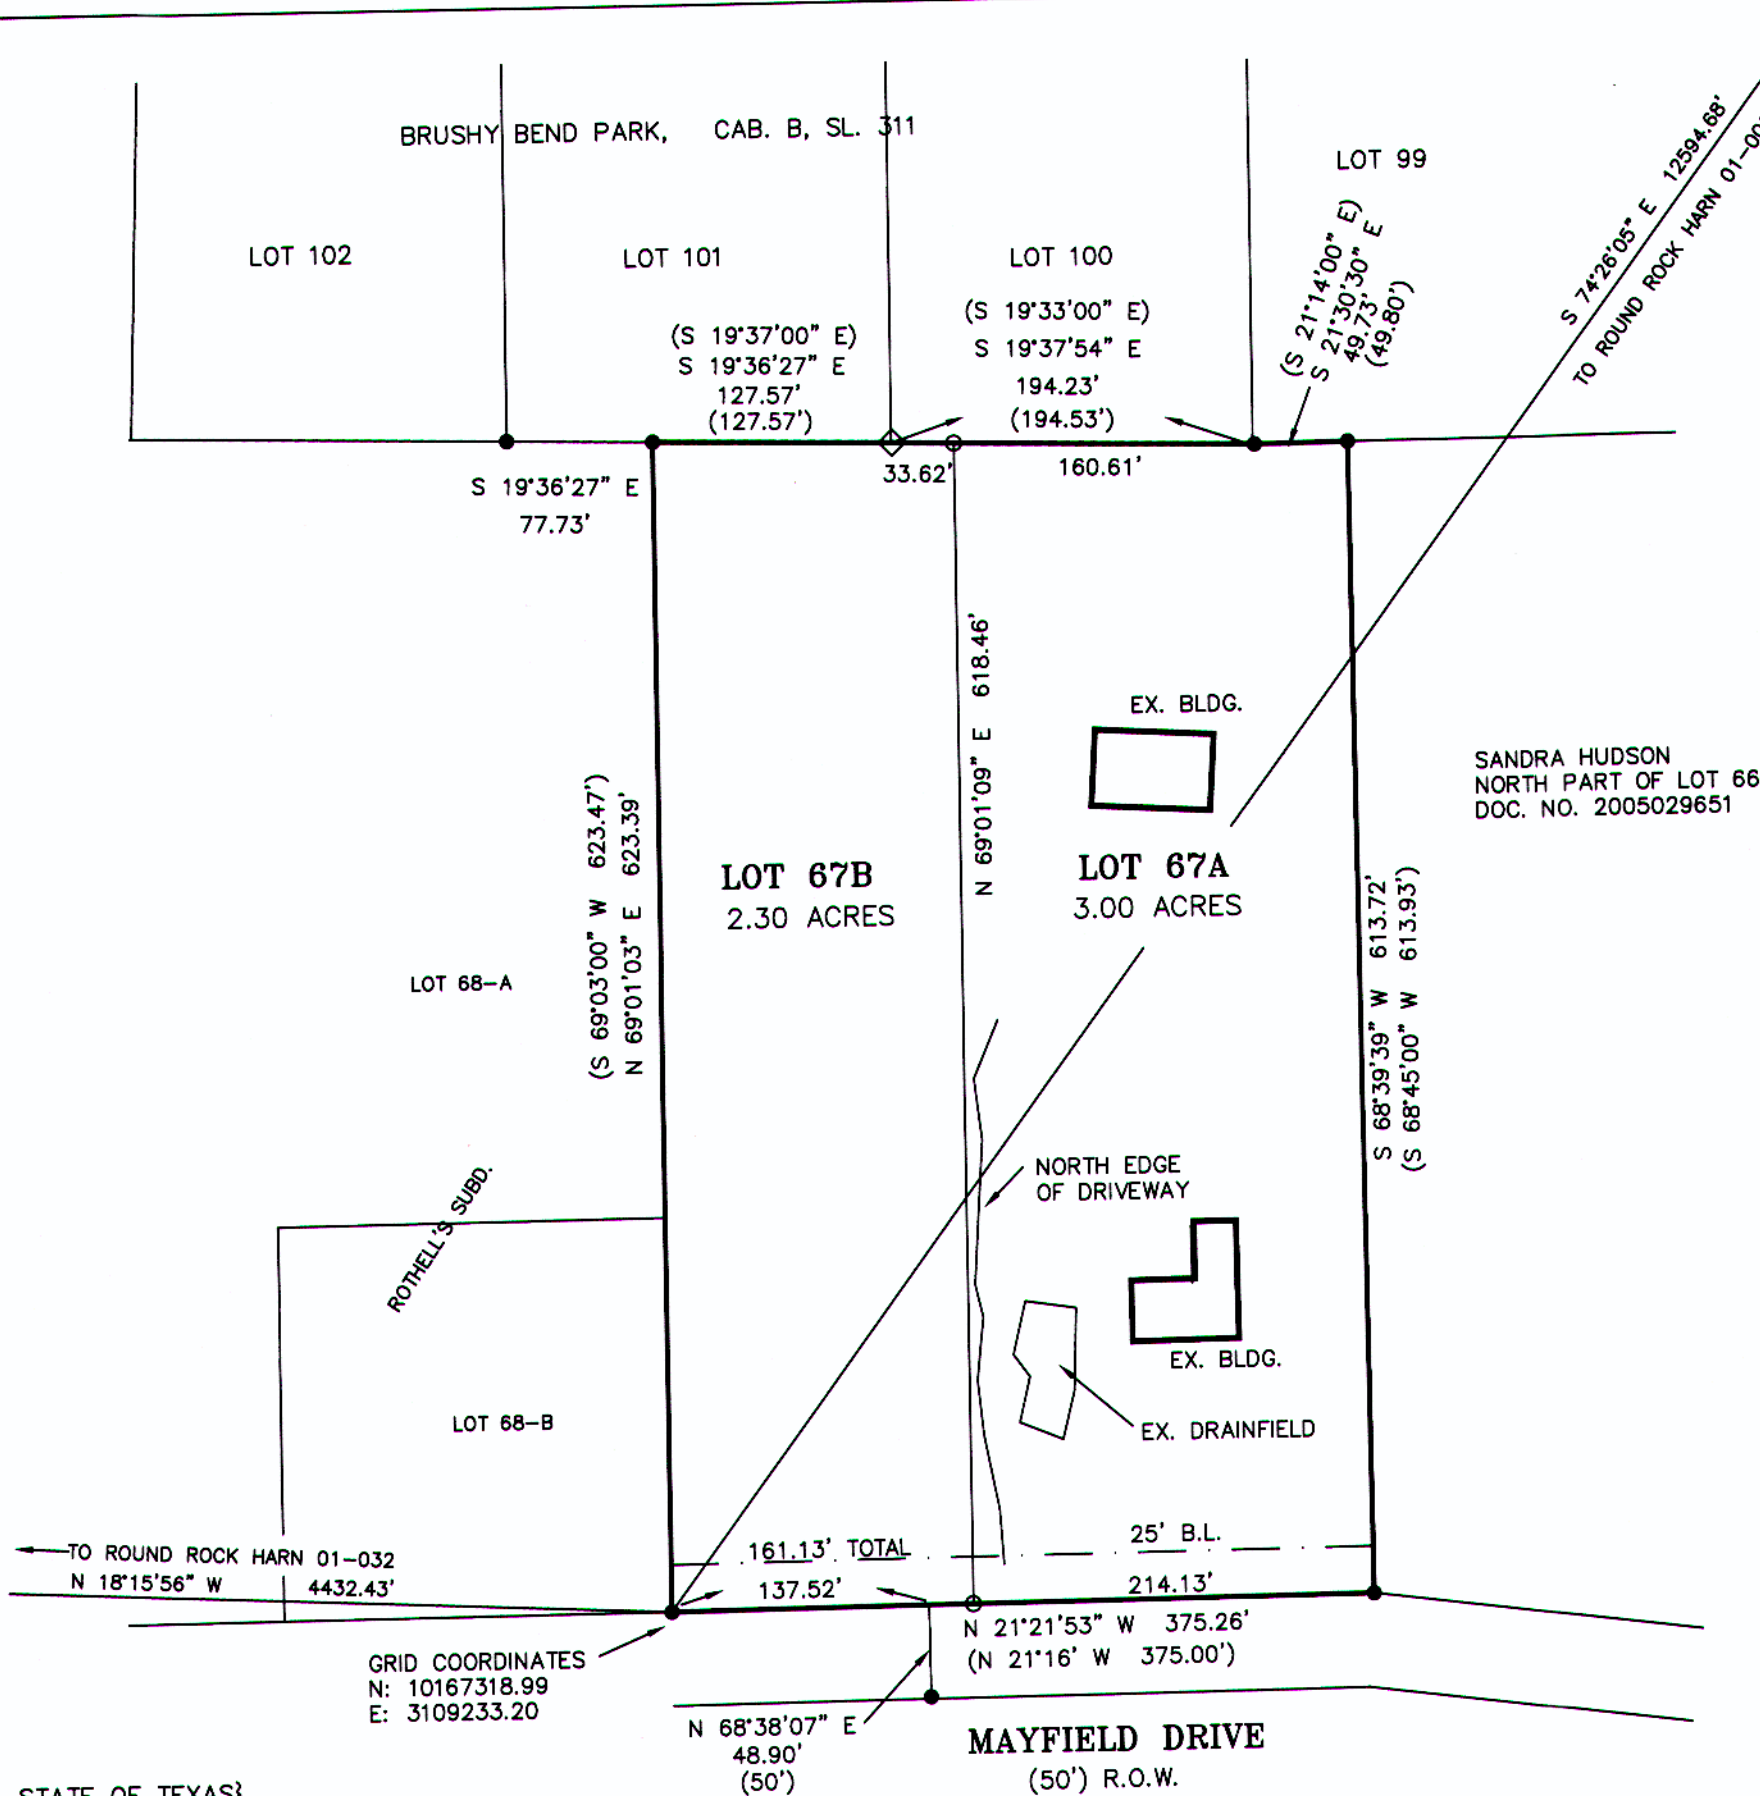 BRUSHY BEND PARK, CAB. B, SL. 311
LOT 99
LOT 102
LOT 101
LOT 100
(S 19°37'00" E)
S 19°36'27" E
127.57'
(127.57')
(S 19°33'00" E)
S 19°37'54" E
194.23'
(194.53')
(S 21°14'00" E)
S 21°30'30" E
49.73'
(49.80')
S 74°26'05" E 12594.68'
TO ROUND ROCK HARN 01-00
33.62'
160.61'
S 19°36'27" E
77.73'
N 69°01'09" E 618.46'
EX. BLDG.
SANDRA HUDSON
NORTH PART OF LOT 66
DOC. NO. 2005029651
(S 69°03'00" W 623.47')
N 69°01'03" E 623.39'
LOT 67B
2.30 ACRES
LOT 67A
3.00 ACRES
S 68°39'39" W 613.72'
(S 68°45'00" W 613.93')
LOT 68-A
NORTH EDGE
OF DRIVEWAY
ROTHELL'S SUBD.
EX. BLDG.
LOT 68-B
EX. DRAINFIELD
TO ROUND ROCK HARN 01-032
N 18°15'56" W 4432.43'
161.13' TOTAL
25' B.L.
137.52'
214.13'
N 21°21'53" W 375.26'
(N 21°16' W 375.00')
GRID COORDINATES
N: 10167318.99
E: 3109233.20
N 68°38'07" E
48.90'
(50')
MAYFIELD DRIVE
(50') R.O.W.
STATE OF TEXAS}